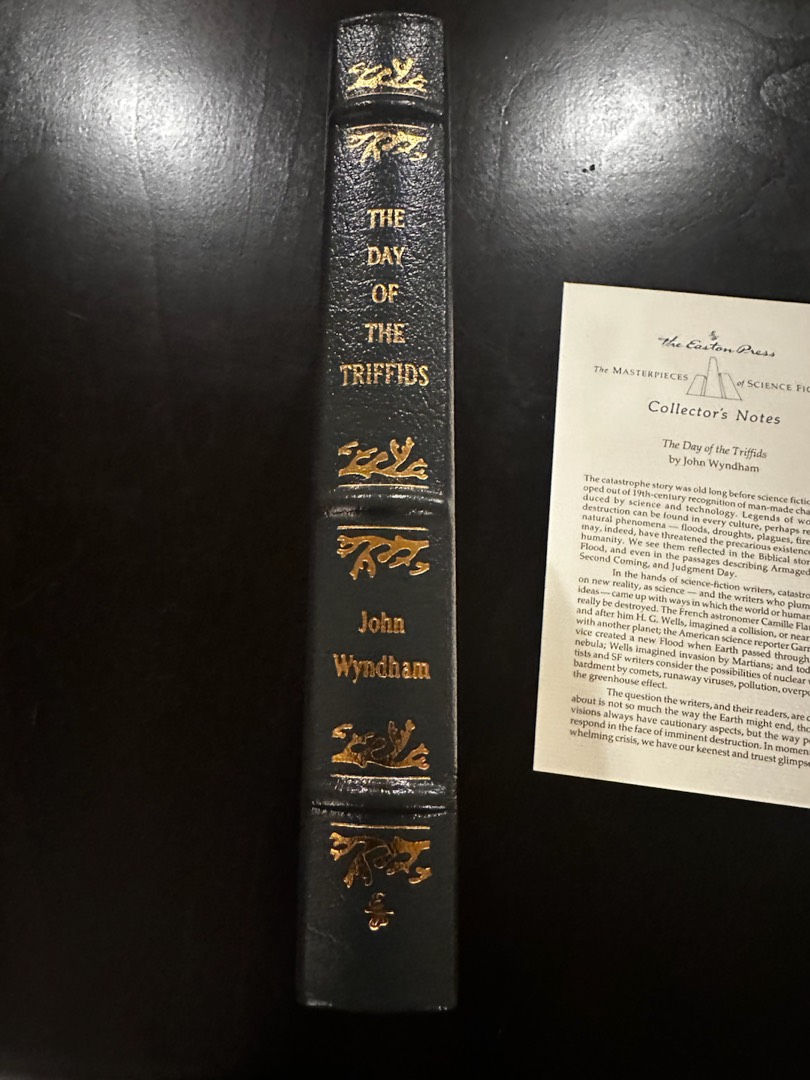 THE
DAY
OF
THE
TRIFFIDS
John
Wyndham
The Easton Press
The MASTERPIECES of SCIENCE
Collector's Notes
The Day of the Triffids
by John Wyndham
The catastrophe story was old long before science
oped out of 19th-century recognition of man-made
duced by science and technology. Legends of
destruction can be found in every culture, perhaps
natural phenomena — floods, droughts, plagues,
may, indeed, have threatened the precarious
humanity. We see them reflected in the Biblical
Flood, and even in the passages describing
Second Coming, and Judgment Day.
In the hands of science-fiction writers,
on new reality, as science — and the writers who
ideas — came up with ways in which the world or
really be destroyed. The French astronomer Camille
and after him H. G. Wells, imagined a collision, or near
with another planet; the American science reporter
vice created a new Flood when Earth passed through
nebula; Wells imagined invasion by Martians; and
tists and SF writers consider the possibilities of nuclear
bardment by comets, runaway viruses, pollution,
the greenhouse effect.
The question the writers, and their readers, are
about is not so much the way the Earth might end,
visions always have cautionary aspects, but the way
respond in the face of imminent destruction. In
whelming crisis, we have our keenest and truest